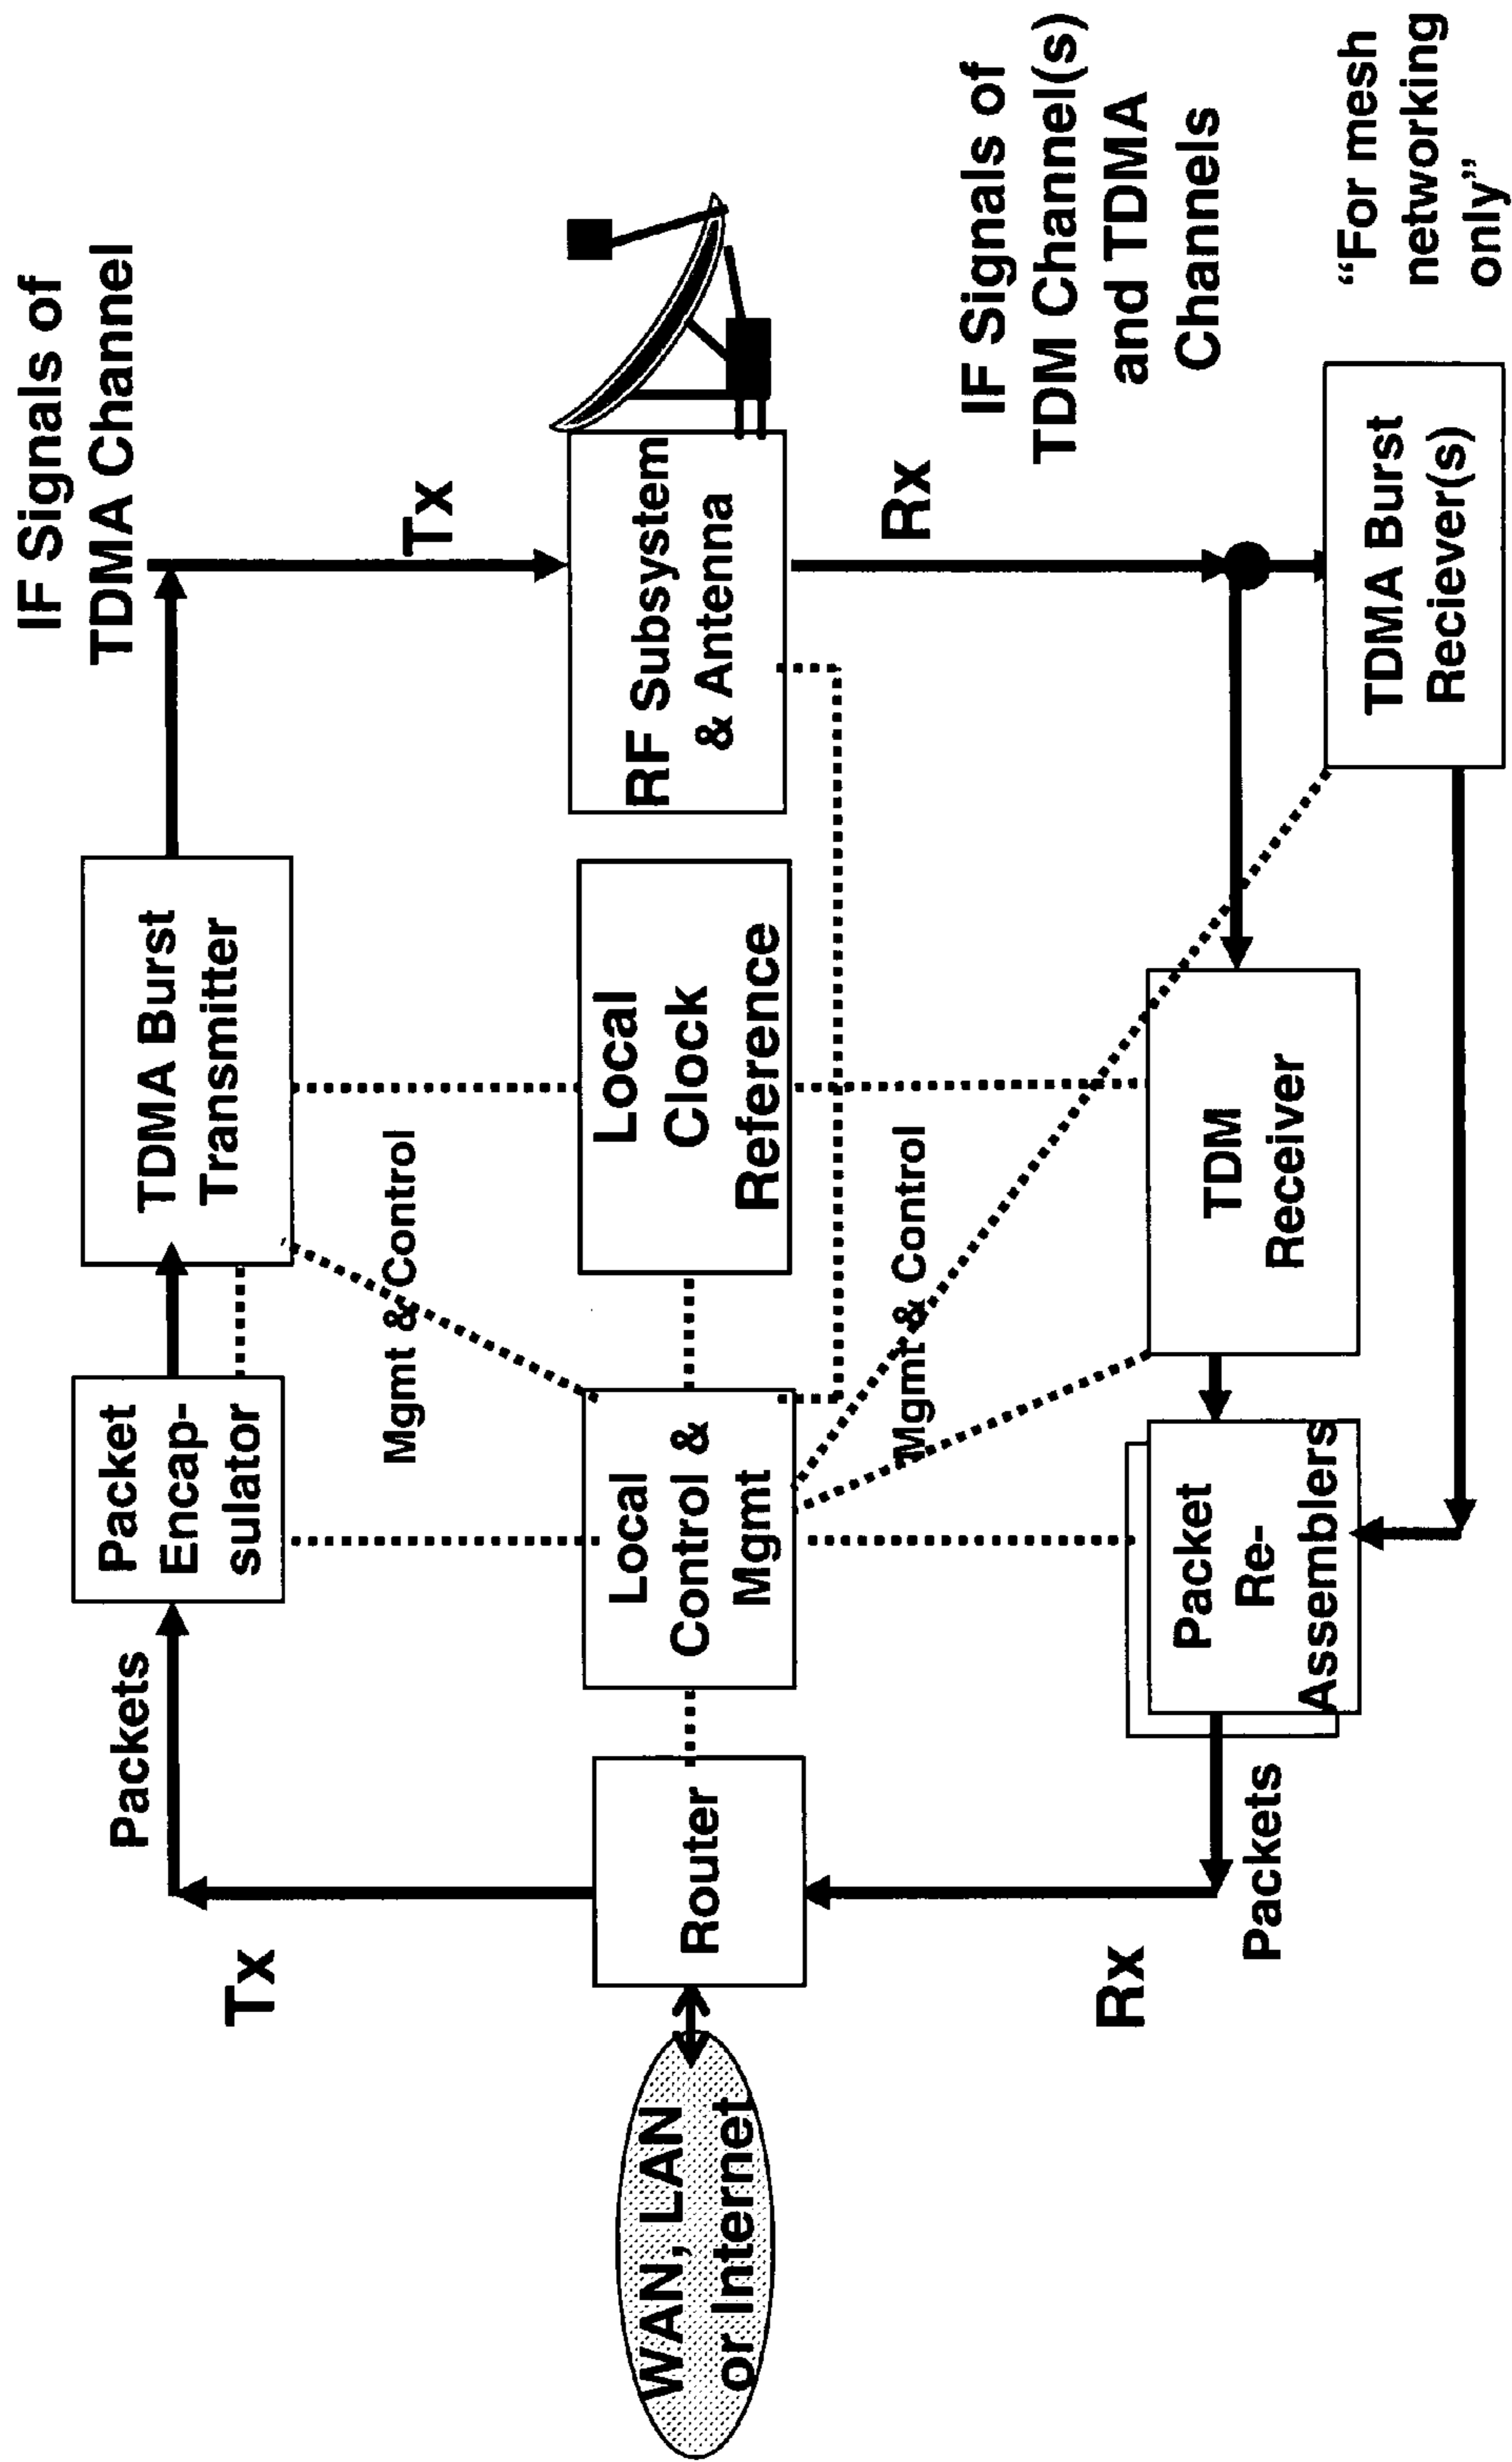 IF Signals of
TDMA Channel
Packets
Tx
Packet
Encap-
sulator
TDMA Burst
Transmitter
Tx
Mgmt & Control
WAN, LAN
or Internet
Router
Local
Control &
Mgmt
Local
Clock
Reference
RF Subsystem
& Antenna
Mgmt & Control
Rx
IF Signals of
TDM Channel(s)
and TDMA
Channels
Rx
Packets
Packet
Re-
Assemblers
TDM
Receiver
TDMA Burst
Reciever(s)
“For mesh
networking
only”